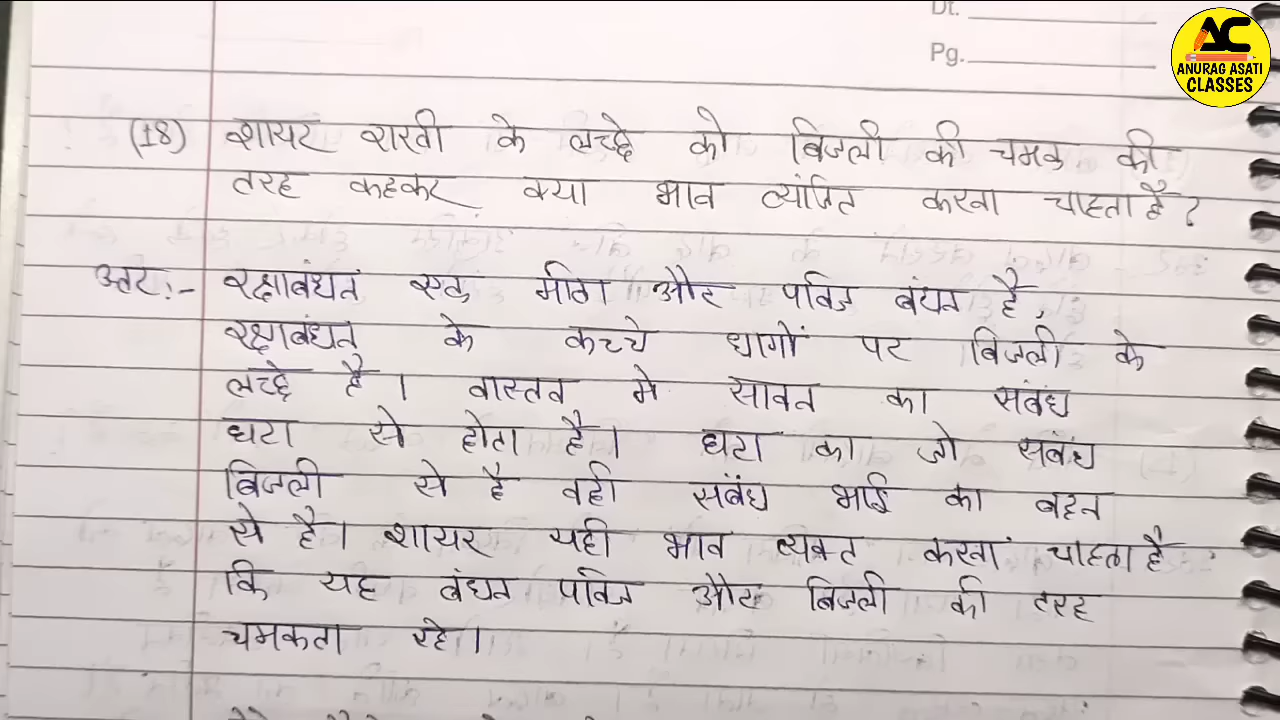 Dt.
Pg.
AC
ANURAG ASATI
CLASSES
(18) शायर राखी के लच्छे को बिजली की चमक की
तरह कहकर क्या भाव व्यंजित करना चाहता है?
उत्तर:- रक्षाबंधन एक मीठा और पवित्र बंधन है,
रक्षाबंधन के कच्चे धागों पर बिजली के
लच्छे है। वास्तव मे सावन का संबंध
घटा से होता है। घटा का जो संबंध
बिजली से है वही संबंध भाई का बहन
से है। शायर यही भाव व्यक्त करना चाहता है
कि यह बंधन पवित्र और बिजली की तरह
चमकता रहे।